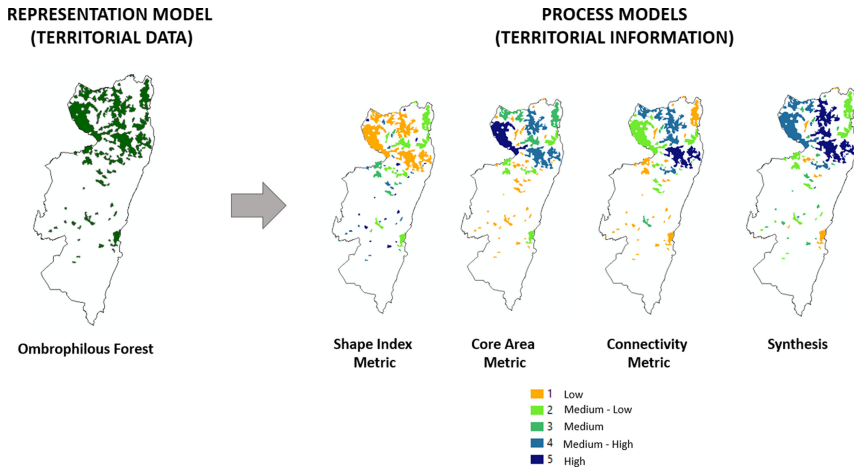 REPRESENTATION MODEL
(TERRITORIAL DATA)
PROCESS MODELS
(TERRITORIAL INFORMATION)
Ombrophilous Forest
Shape Index
Metric
Core Area
Metric
Connectivity
Metric
Synthesis
1 Low
2 Medium - Low
3 Medium
4 Medium - High
5 High